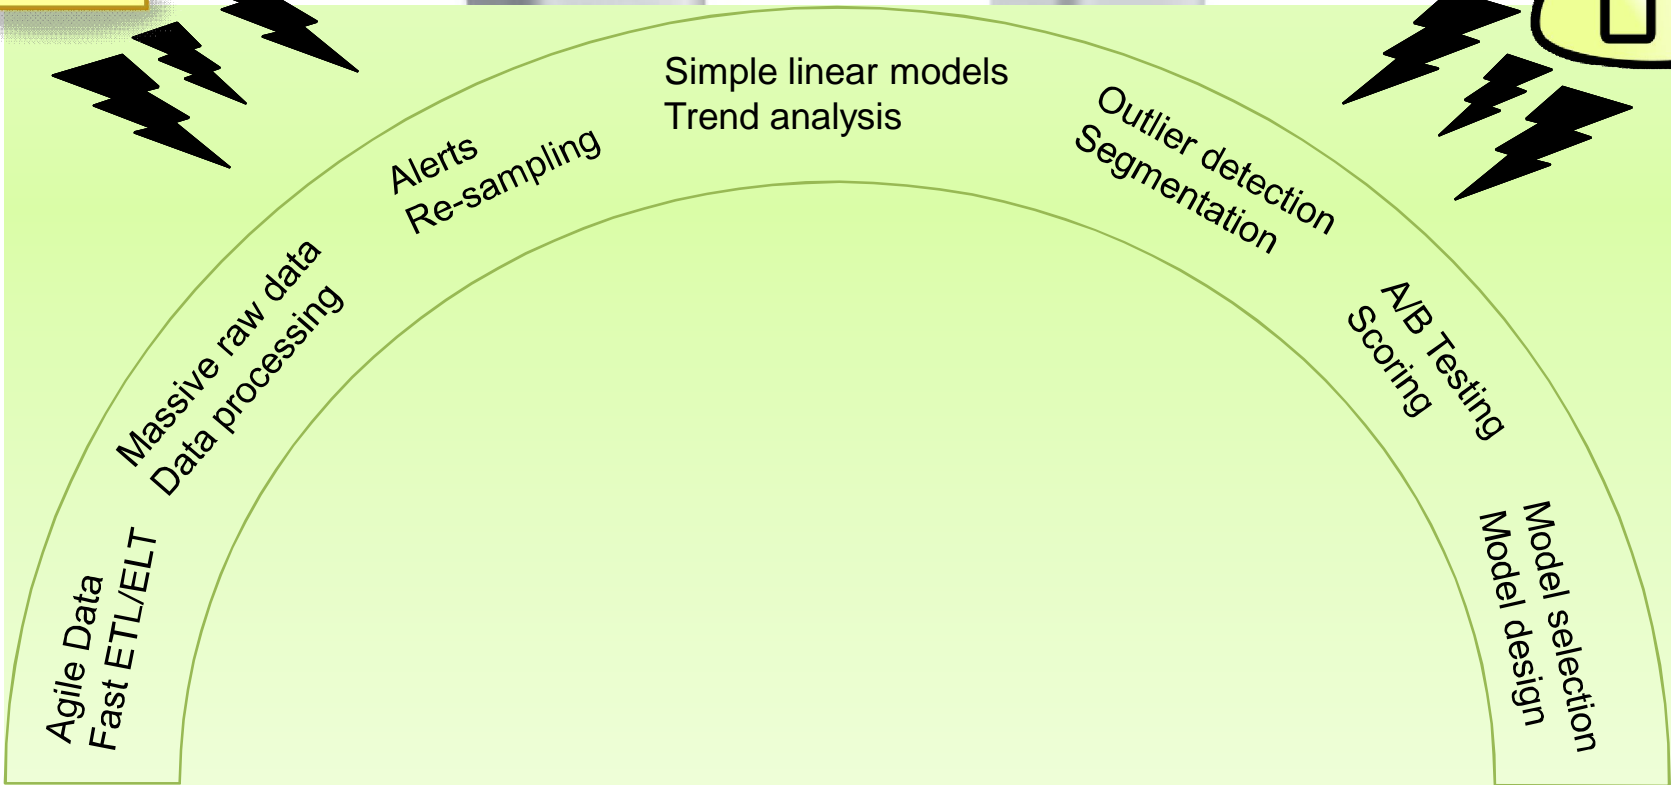 Agile Data
Fast ETL/ELT
Massive raw data
Data processing
Alerts
Re-sampling
Simple linear models
Trend analysis
Outlier detection
Segmentation
A/B Testing
Scoring
Model selection
Model design